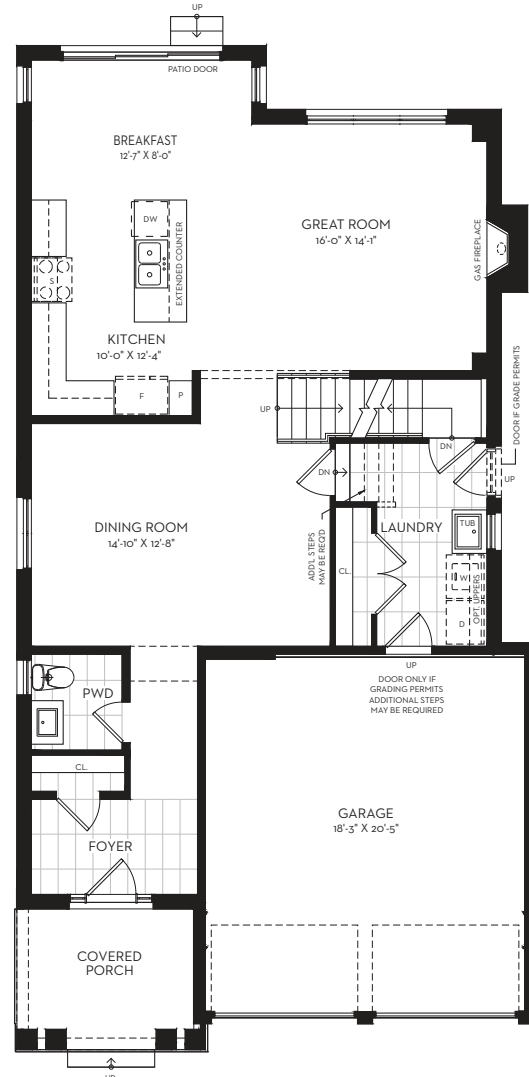 UP
PATIO DOOR
BREAKFAST
12'-7" X 8'-0"
DW
EXTENDED COUNTER
GREAT ROOM
16'-0" X 14'-1"
GAS FIREPLACE
S
KITCHEN
10'-0" X 12'-4"
F
P
UP
DN
DOOR IF GRADE PERMITS
UP
DN
DINING ROOM
14'-10" X 12'-8"
ADD'L STEPS
MAY BE REQ'D
LAUNDRY
TUB
CL.
W
OPT. UPPERS
D
UP
DOOR ONLY IF
GRADING PERMITS
ADDITIONAL STEPS
MAY BE REQUIRED
PWD
CL.
FOYER
GARAGE
18'-3" X 20'-5"
COVERED
PORCH
UP